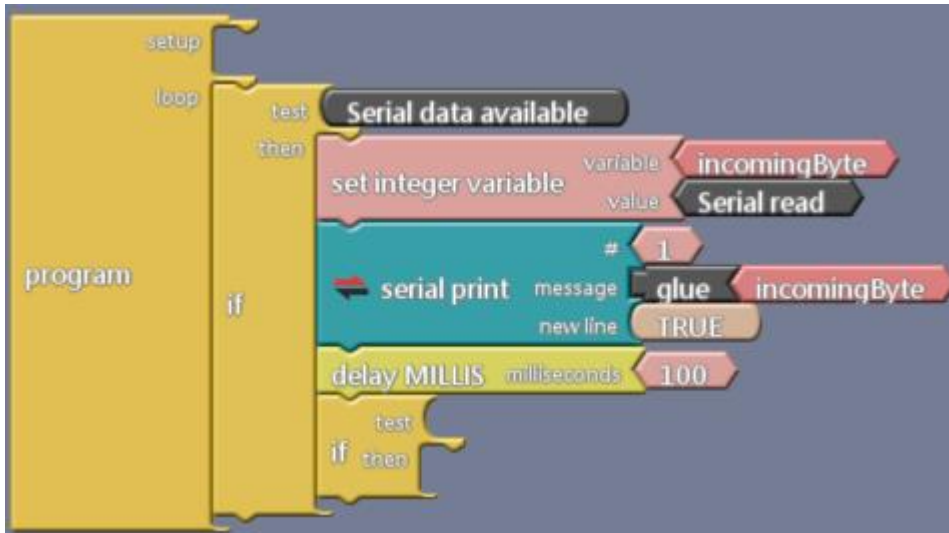 setup
loop
test Serial data available
then
set integer variable variable incomingByte
value Serial read
# 1
program if serial print message glue incomingByte
new line TRUE
delay MILLIS milliseconds 100
test
if then